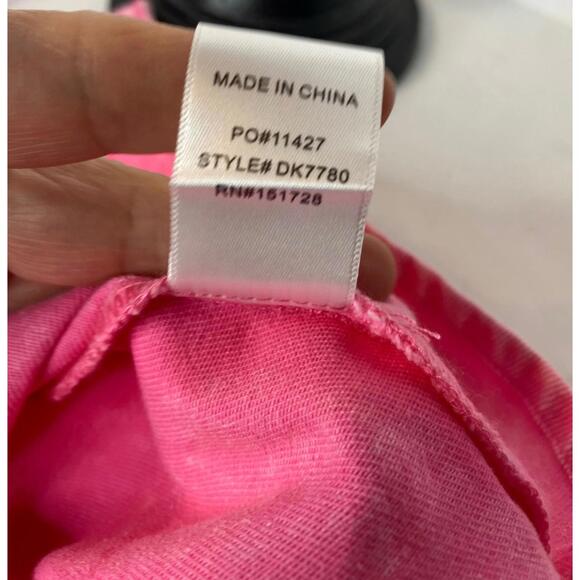 MADE IN CHINA
PO#11427
STYLE# DK7780
RN#151728